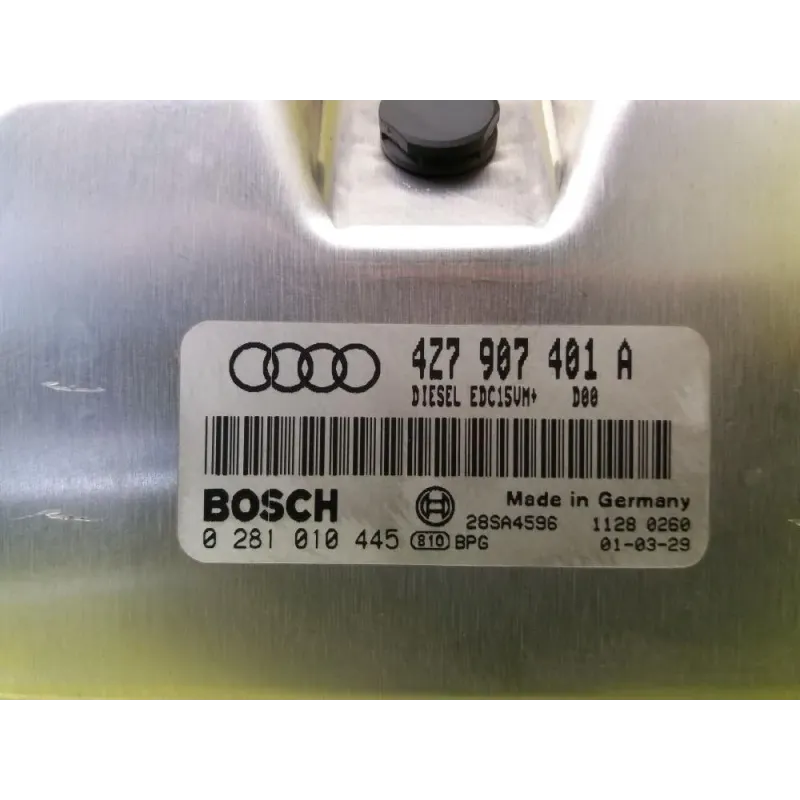 4Z7 907 401 A
DIESEL EDC15VM+ D00
BOSCH
Made in Germany
28SA4596 1128 0260
0 281 010 445 810 BPG 01-03-29